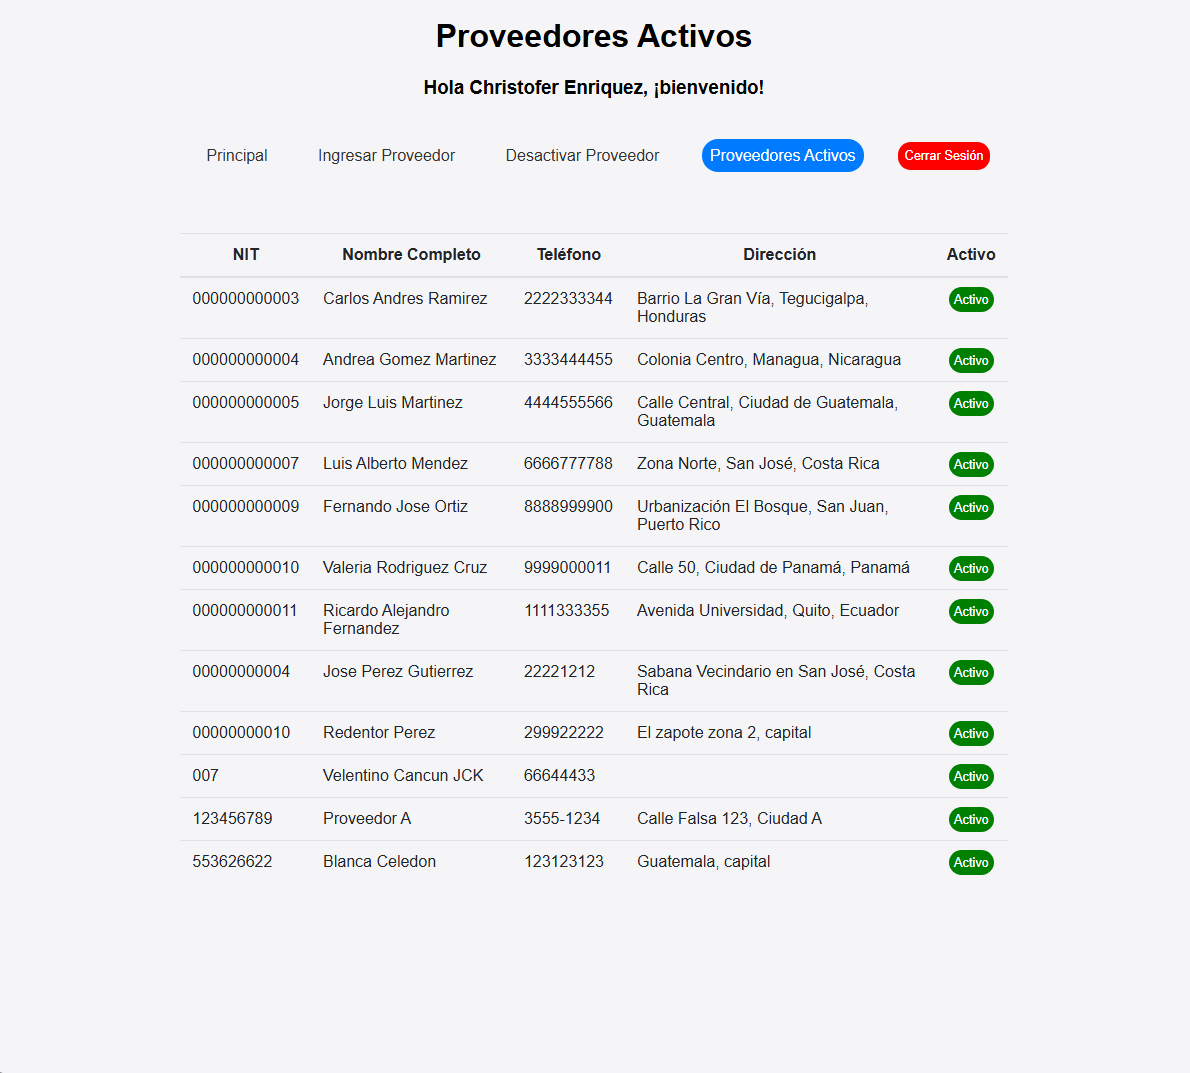 Proveedores Activos
Hola Christofer Enriquez, ¡bienvenido!
Principal Ingresar Proveedor Desactivar Proveedor Proveedores Activos Cerrar Sesión
NIT Nombre Completo Teléfono Dirección Activo
000000000003 Carlos Andres Ramirez 2222333344 Barrio La Gran Vía, Tegucigalpa, Activo
Honduras
000000000004 Andrea Gomez Martinez 3333444455 Colonia Centro, Managua, Nicaragua Activo
000000000005 Jorge Luis Martinez 4444555566 Calle Central, Ciudad de Guatemala, Activo
Guatemala
000000000007 Luis Alberto Mendez 6666777788 Zona Norte, San José, Costa Rica Activo
000000000009 Fernando Jose Ortiz 8888999900 Urbanización El Bosque, San Juan, Activo
Puerto Rico
000000000010 Valeria Rodriguez Cruz 9999000011 Calle 50, Ciudad de Panamá, Panamá Activo
000000000011 Ricardo Alejandro 1111333355 Avenida Universidad, Quito, Ecuador Activo
Fernandez
00000000004 Jose Perez Gutierrez 22221212 Sabana Vecindario en San José, Costa Activo
Rica
00000000010 Redentor Perez 299922222 El zapote zona 2, capital Activo
007 Velentino Cancun JCK 66644433 Activo
123456789 Proveedor A 3555-1234 Calle Falsa 123, Ciudad A Activo
553626622 Blanca Celedon 123123123 Guatemala, capital Activo